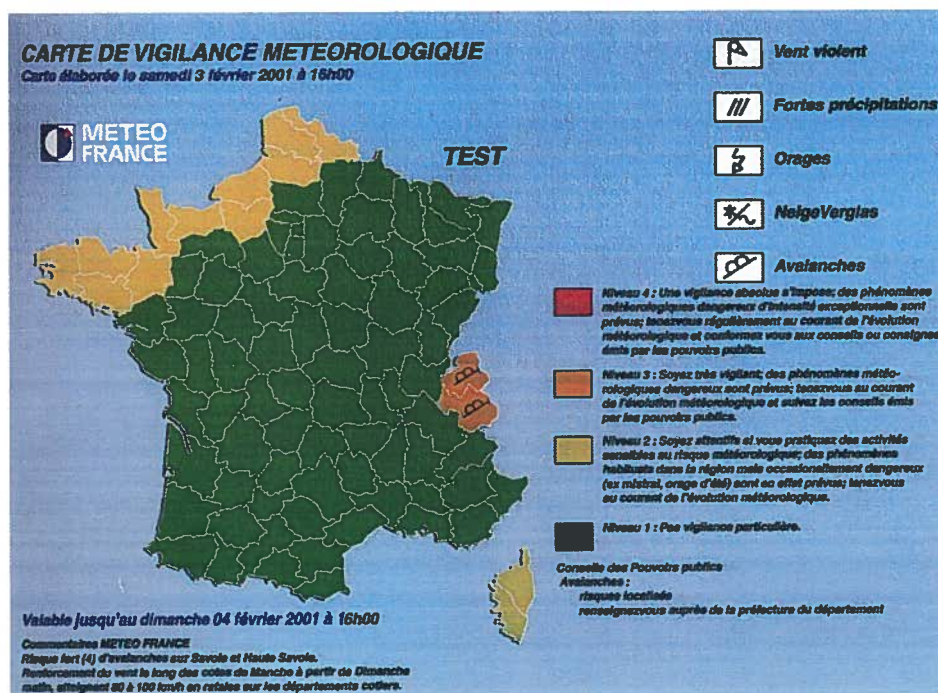 CARTE DE VIGILANCE METEOROLOGIQUE
Carte élaborée le samedi 3 février 2001 à 16h00
METEO
FRANCE
TEST
Vent violent
Fortes précipitations
Orages
NeigeVerglas
Avalanches
Niveau 4 : Une vigilance absolue s'impose; des phénomènes
météorologiques dangereux d'intensité exceptionnelle sont
prévus; tenezvous régulièrement au courant de l'évolution
météorologique et conformez vous aux conseils ou consignes
émis par les pouvoirs publics.
Niveau 3 : Soyez très vigilant; des phénomènes météo-
rologiques dangereux sont prévus; tenezvous au courant
de l'évolution météorologique et suivez les conseils émis
par les pouvoirs publics.
Niveau 2 : Soyez attentifs si vous pratiquez des activités
sensibles au risque météorologique; des phénomènes
habituels dans la région mais occasionellement dangereux
(ex mistral, orage d'été) sont en effet prévus; tenezvous
au courant de l'évolution météorologique.
Niveau 1 : Pas vigilance particulière.
Conseils des Pouvoirs publics
Avalanches :
risques localisés
renseignezvous auprès de la préfecture du département
Valable jusqu'au dimanche 04 février 2001 à 16h00
Commentaires METEO FRANCE
Risque fort (4) d'avalanches sur Savoie et Haute Savoie.
Renforcement du vent le long des cotes de Manche à partir de Dimanche
matin, atteignant 80 à 100 km/h en rafales sur les départements cotiers.